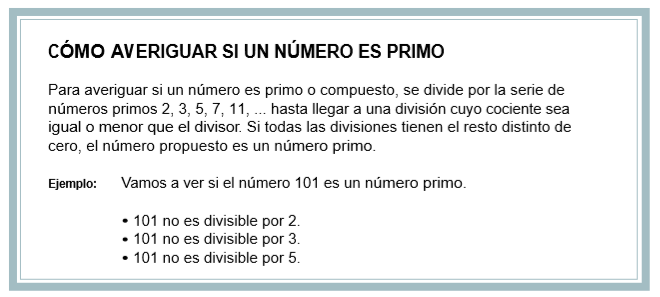 CÓMO AVERIGUAR SI UN NÚMERO ES PRIMO
Para averiguar si un número es primo o compuesto, se divide por la serie de
números primos 2, 3, 5, 7, 11, ... hasta llegar a una división cuyo cociente sea
igual o menor que el divisor. Si todas las divisiones tienen el resto distinto de
cero, el número propuesto es un número primo.
Ejemplo: Vamos a ver si el número 101 es un número primo.
• 101 no es divisible por 2.
• 101 no es divisible por 3.
• 101 no es divisible por 5.